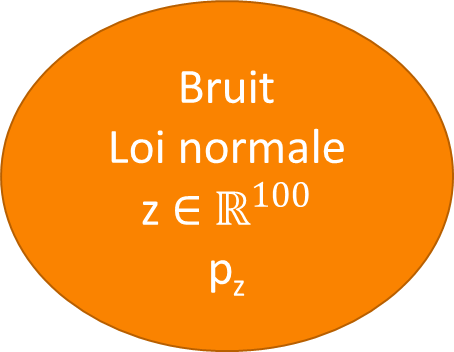 Bruit
Loi normale
z ∈ ℝ¹⁰⁰
p_z